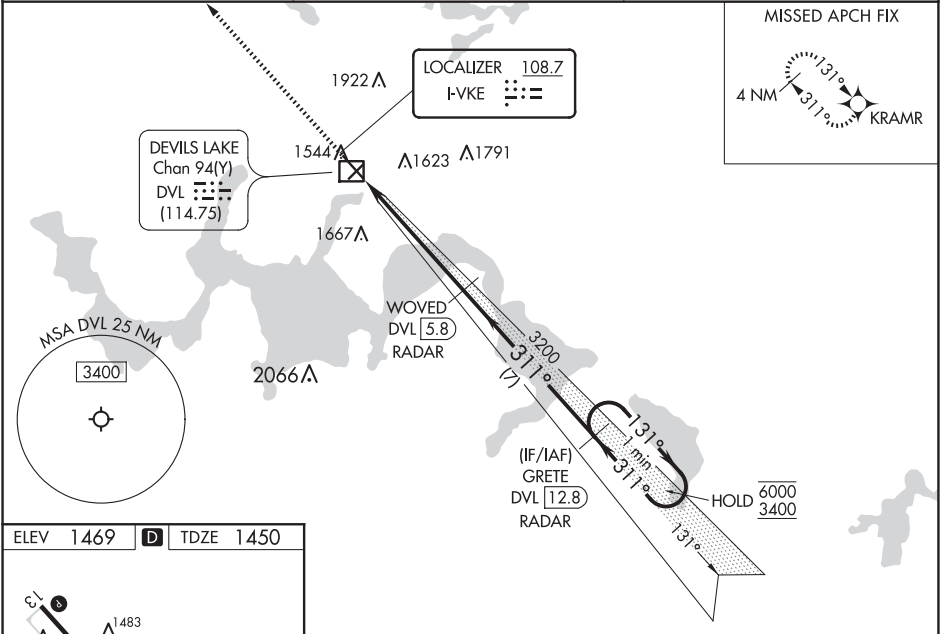 MISSED APCH FIX
131°
4 NM
311°
KRAMR
1922
LOCALIZER 108.7
I-VKE
DEVILS LAKE
Chan 94(Y)
DVL
(114.75)
1544
1623
1791
1667
WOVED
DVL 5.8
RADAR
3200
311°
(7)
MSA DVL 25 NM
3400
2066
131°
1 min
311°
(IF/IAF)
GRETE
DVL 12.8
RADAR
HOLD 6000
3400
131°
ELEV 1469 D TDZE 1450
13
P
1483